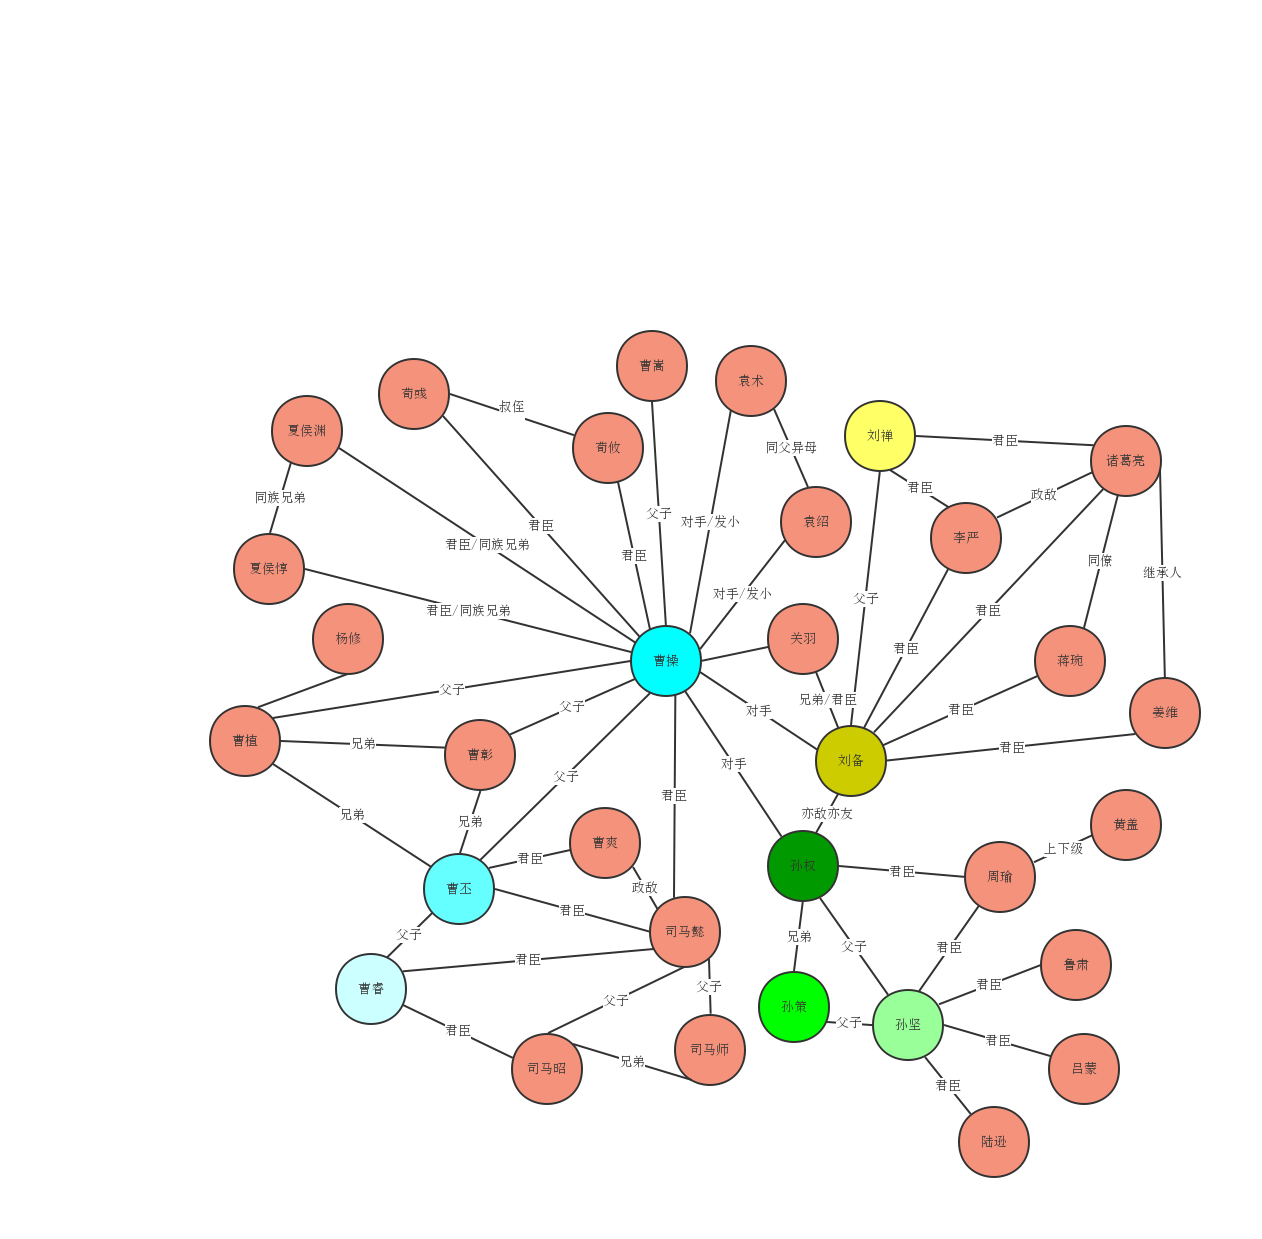 曹嵩
袁术
荀彧
叔侄
夏侯渊
刘禅
君臣
荀攸
同父异母
诸葛亮
君臣
政敌
同族兄弟
父子
对手/发小
袁绍
李严
君臣
君臣/同族兄弟
君臣
同僚
夏侯惇
继承人
对手/发小
父子
君臣/同族兄弟
君臣
杨修
关羽
君臣
曹操
蒋琬
父子
兄弟/君臣
父子
对手
君臣
姜维
曹植
兄弟
曹彰
君臣
对手
刘备
父子
君臣
兄弟
兄弟
亦敌亦友
黄盖
曹爽
上下级
君臣
孙权
君臣
周瑜
曹丕
政敌
君臣
父子
司马懿
兄弟
父子
君臣
君臣
鲁肃
曹睿
父子
父子
君臣
孙策
父子
孙坚
君臣
君臣
司马师
兄弟
司马昭
吕蒙
君臣
陆逊